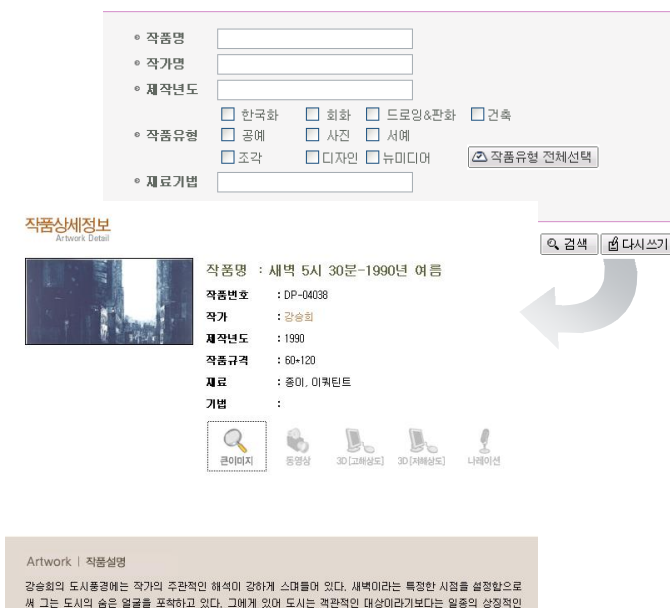 작품명
작가명
제작년도
한국화 회화 드로잉&판화 건축
작품유형 공예 사진 서예
조각 디자인 뉴미디어 작품유형 전체선택
재료기법
작품상세정보
Artwork Detail
검색 다시쓰기
작품명 : 새벽 5시 30분-1990년 여름
작품번호 : DP-04038
작가 : 강승희
제작년도 : 1990
작품규격 : 60*120
재료 : 종이, 이쿼틴트
기법 :
큰이미지 동영상 3D[고해상도] 3D[저해상도] 나레이션
Artwork | 작품설명
강승희의 도시풍경에는 작가의 주관적인 해석이 강하게 스며들어 있다. 새벽이라는 특정한 시점을 설정함으로
써 그는 도시의 숨은 얼굴을 포착하고 있다. 그에게 있어 도시는 객관적인 대상이라기보다는 일종의 상징적인